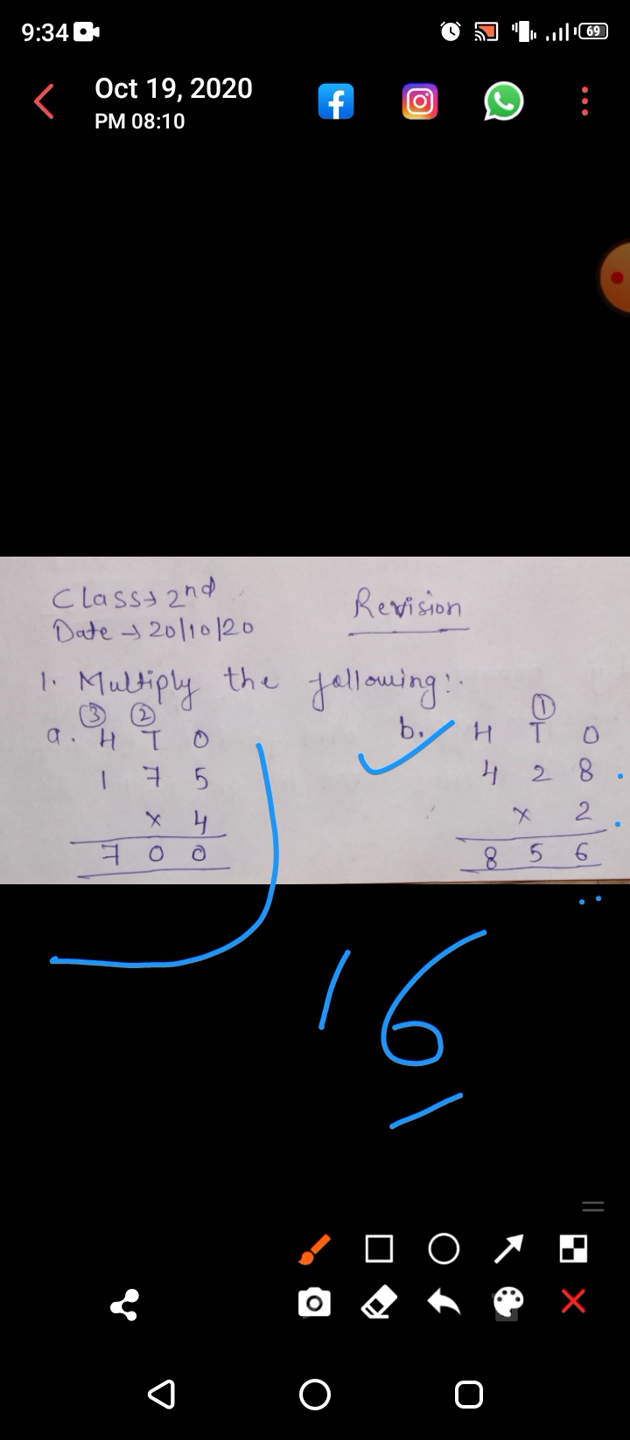 9:34
69
Oct 19, 2020
PM 08:10
Class → 2nd
Revision
Date → 20/10/20
1. Multiply the following:.
a. ③ ②
H T O
1 7 5
x 4
7 0 0
b. ①
H T O
4 2 8
x 2
8 5 6
16